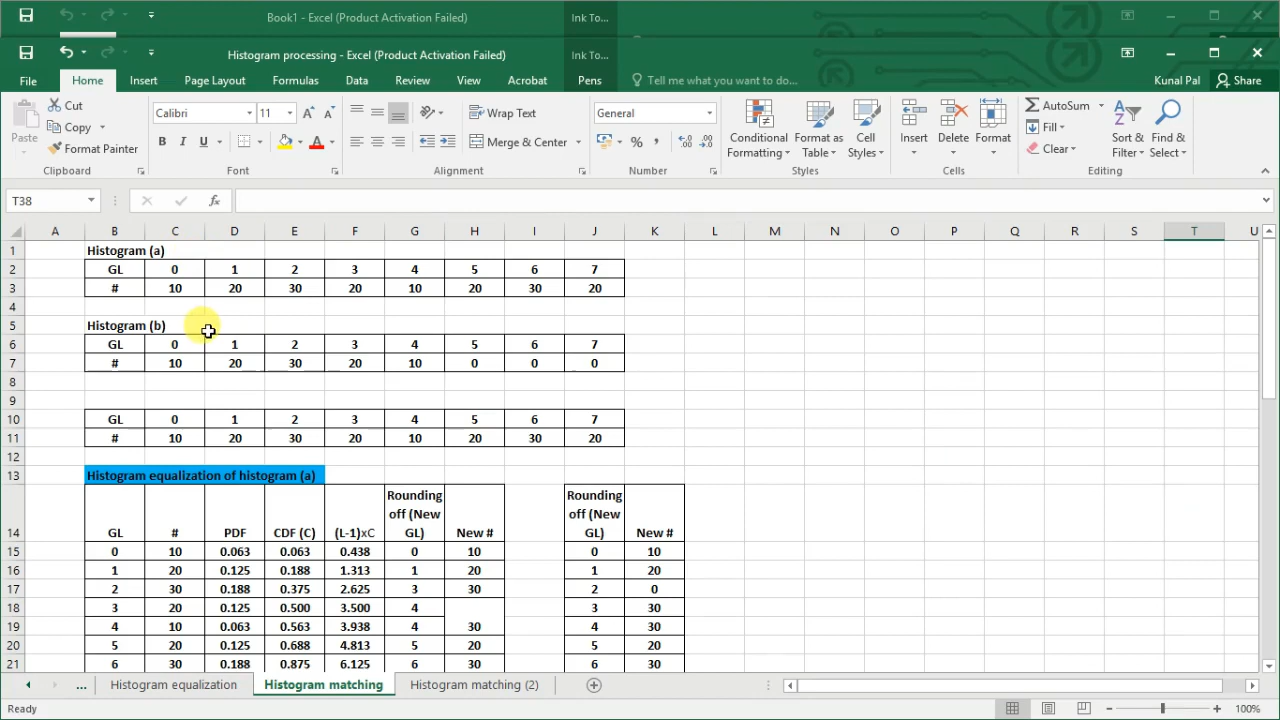 Book1 - Excel (Product Activation Failed) Ink To...
Histogram processing - Excel (Product Activation Failed) Ink To...
File Home Insert Page Layout Formulas Data Review View Acrobat Pens Tell me what you want to do... Kunal Pal Share
Paste Cut Calibri 11 Wrap Text General Conditional Formatting Format as Table Cell Styles Insert Delete Format AutoSum Sort & Filter Find & Select
Copy Fill
Format Painter B I U Merge & Center Clear
Clipboard Font Alignment Number Styles Cells Editing
T38 fx
A B C D E F G H I J K L M N O P Q R S T U
1 Histogram (a)
2 GL 0 1 2 3 4 5 6 7
3 # 10 20 30 20 10 20 30 20
4
5 Histogram (b)
6 GL 0 1 2 3 4 5 6 7
7 # 10 20 30 20 10 0 0 0
8
9
10 GL 0 1 2 3 4 5 6 7
11 # 10 20 30 20 10 20 30 20
12
13 Histogram equalization of histogram (a)
14 GL # PDF CDF (C) (L-1)xC Rounding off (New GL) New # Rounding off (New GL) New #
15 0 10 0.063 0.063 0.438 0 10 0 10
16 1 20 0.125 0.188 1.313 1 20 1 20
17 2 30 0.188 0.375 2.625 3 30 2 0
18 3 20 0.125 0.500 3.500 4 3 30
19 4 10 0.063 0.563 3.938 4 30 4 30
20 5 20 0.125 0.688 4.813 5 20 5 20
21 6 30 0.188 0.875 6.125 6 30 6 30
... Histogram equalization Histogram matching Histogram matching (2)
Ready 100%